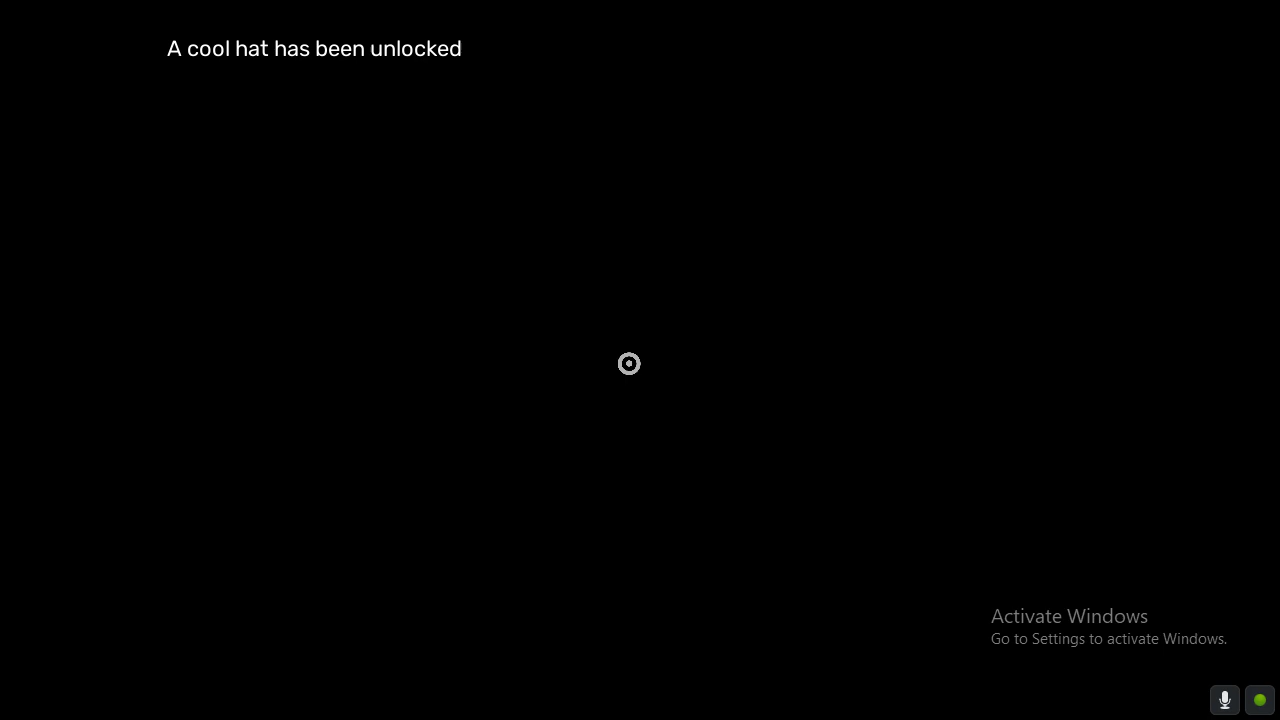 A cool hat has been unlocked
Activate Windows
Go to Settings to activate Windows.